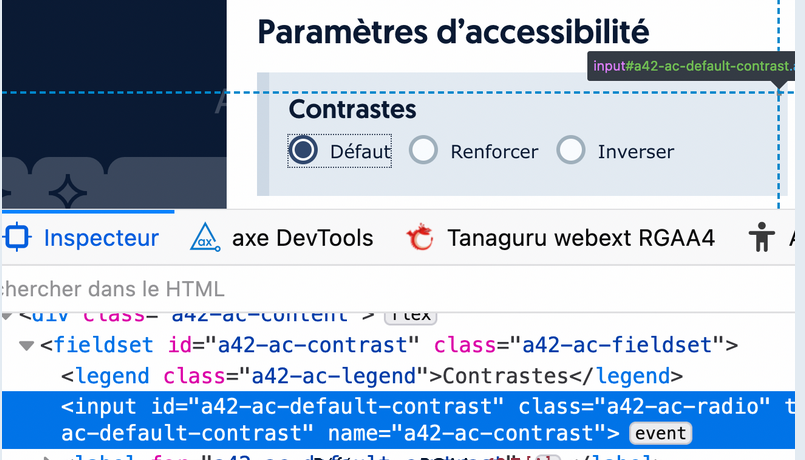 Paramètres d’accessibilité
input#a42-ac-default-contrast.
Contrastes
Défaut Renforcer Inverser
Inspecteur axe DevTools Tanaguru webext RGAA4 A
hercher dans le HTML
<div class="a42-ac-content"> flex
<fieldset id="a42-ac-contrast" class="a42-ac-fieldset">
<legend class="a42-ac-legend">Contrastes</legend>
<input id="a42-ac-default-contrast" class="a42-ac-radio" t
ac-default-contrast" name="a42-ac-contrast"> event